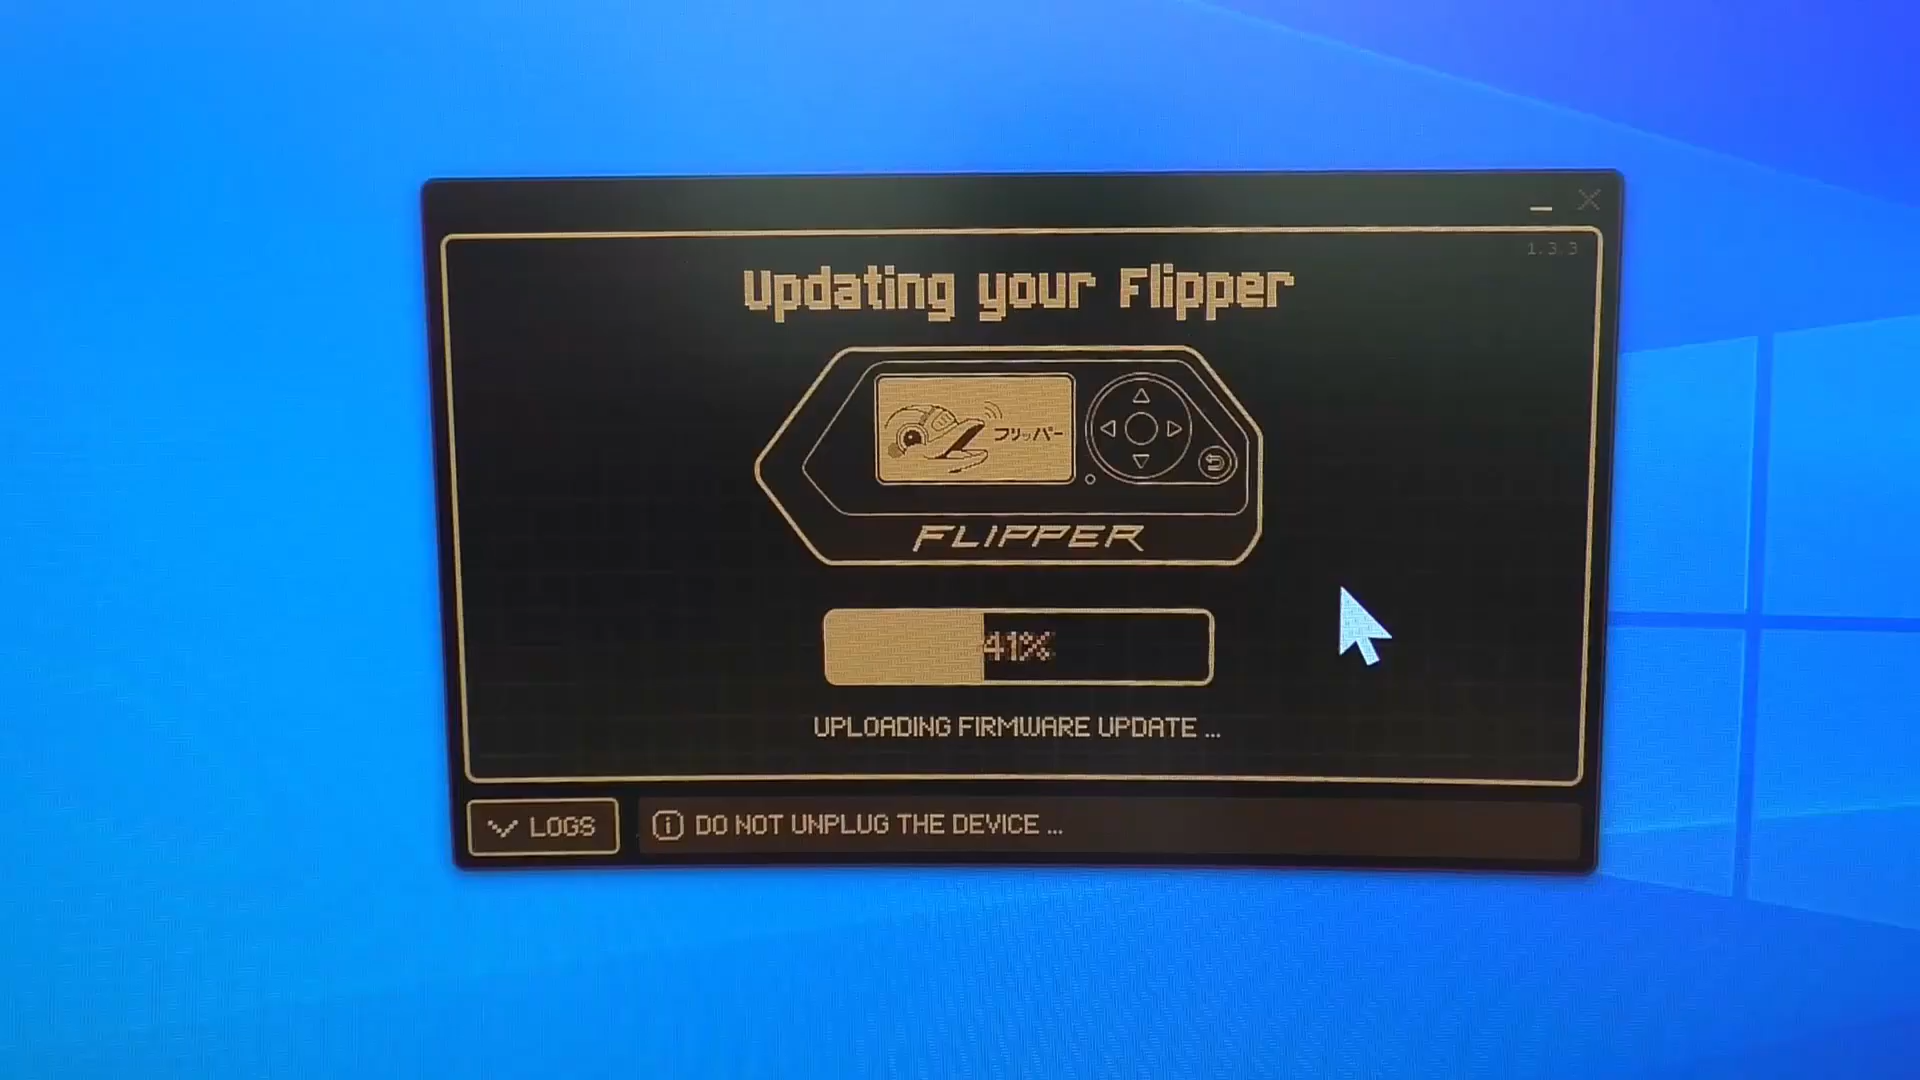 1.3.3
Updating your Flipper
フリッパー
FLIPPER
41%
UPLOADING FIRMWARE UPDATE ...
LOGS
DO NOT UNPLUG THE DEVICE ...